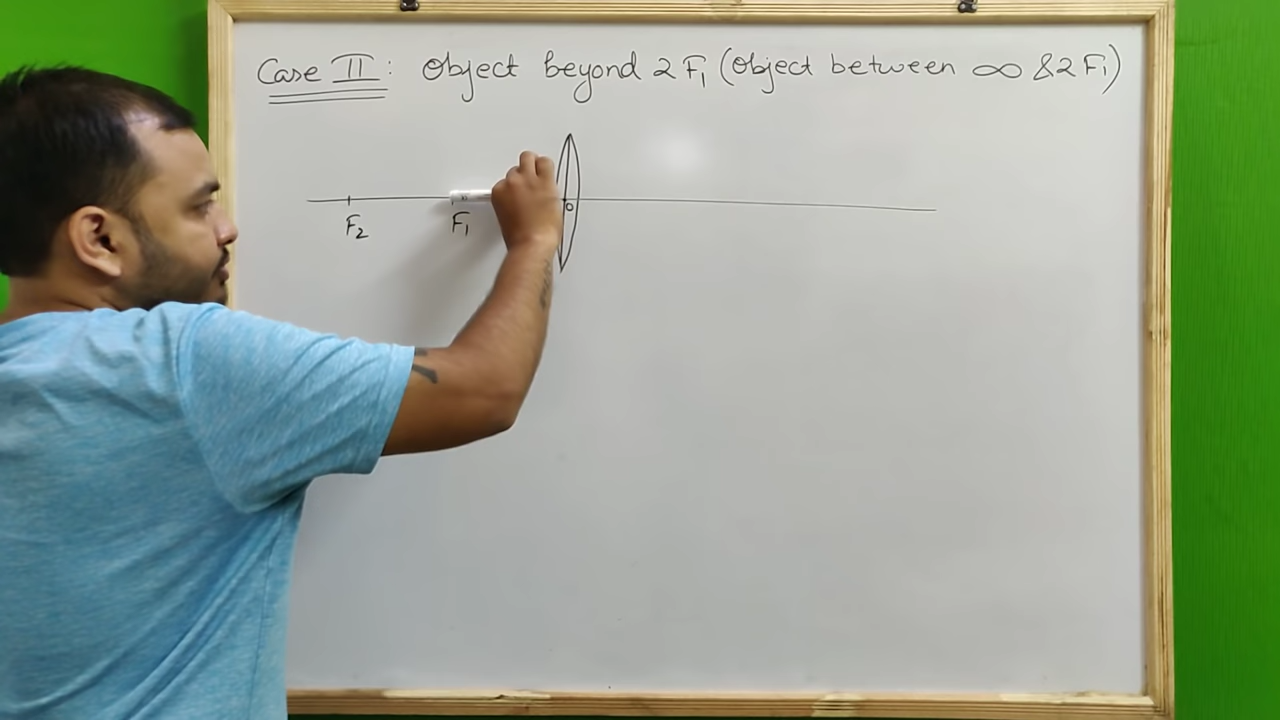 Case II: Object beyond 2F₁ (Object between ∞ & 2F₁)
F₂ F₁ O